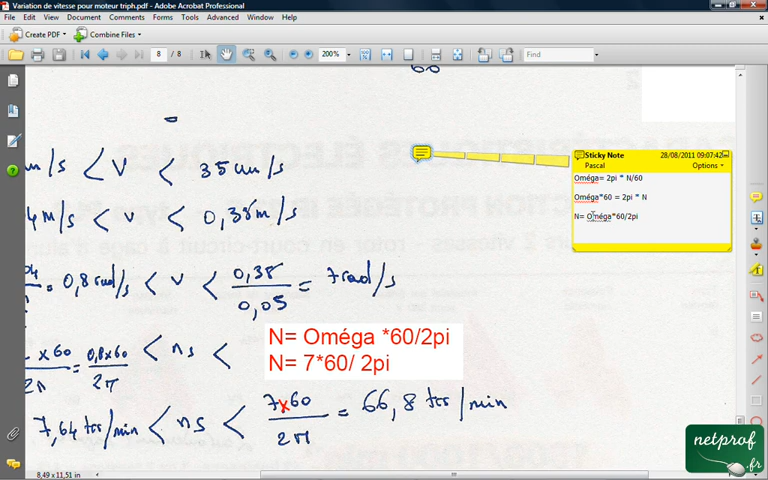 Variation de vitesse pour moteur triph.pdf - Adobe Acrobat Professional
File Edit View Document Comments Forms Tools Advanced Window Help
Create PDF Combine Files
8 / 8 200% Find
60
m/s < V < 35cm/s
4 m/s < V < 0,35m/s
= 0,8 rad/s < V < 0,35/0,05 = 7 rad/s
x 60/2π = 0,8x60/2π < ns <
N= Oméga *60/2pi
N= 7*60/ 2pi
7,64 trs/min < ns < 7x60/2π = 66,8 trs/min
Sticky Note 28/08/2011 09:07:42
Pascal Options
Oméga= 2pi * N/60
Oméga*60 = 2pi * N
N= Oméga*60/2pi
8,49 x 11,51 in
netprof
.fr